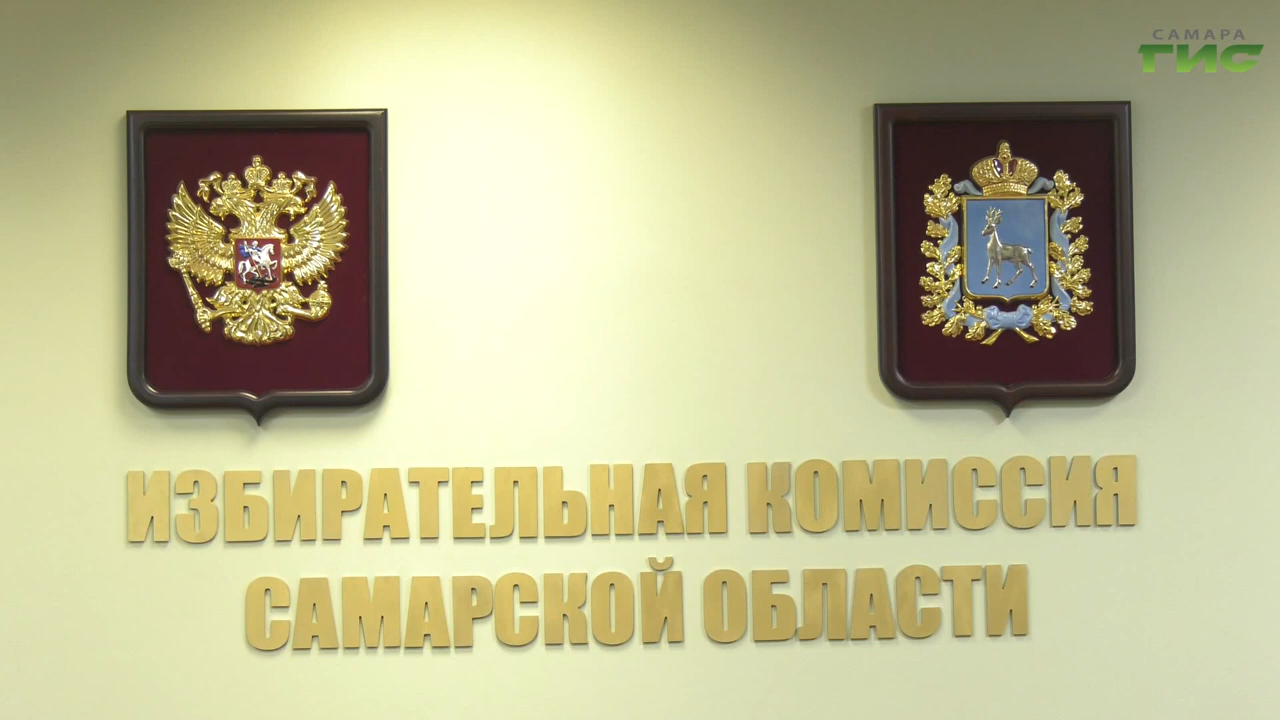 САМАРА
ГИС
ИЗБИРАТЕЛЬНАЯ КОМИССИЯ
САМАРСКОЙ ОБЛАСТИ